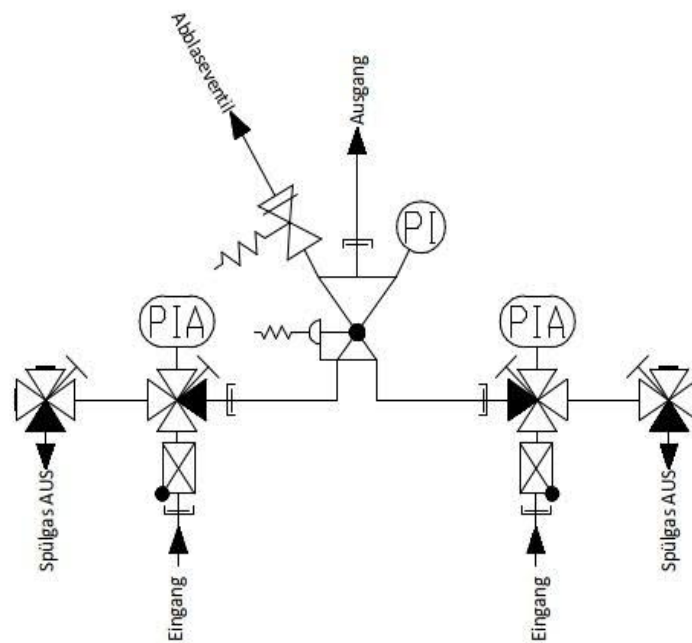 Abblaseventil
Ausgang
PI
PIA
PIA
Spülgas AUS
Eingang
Eingang
Spülgas AUS